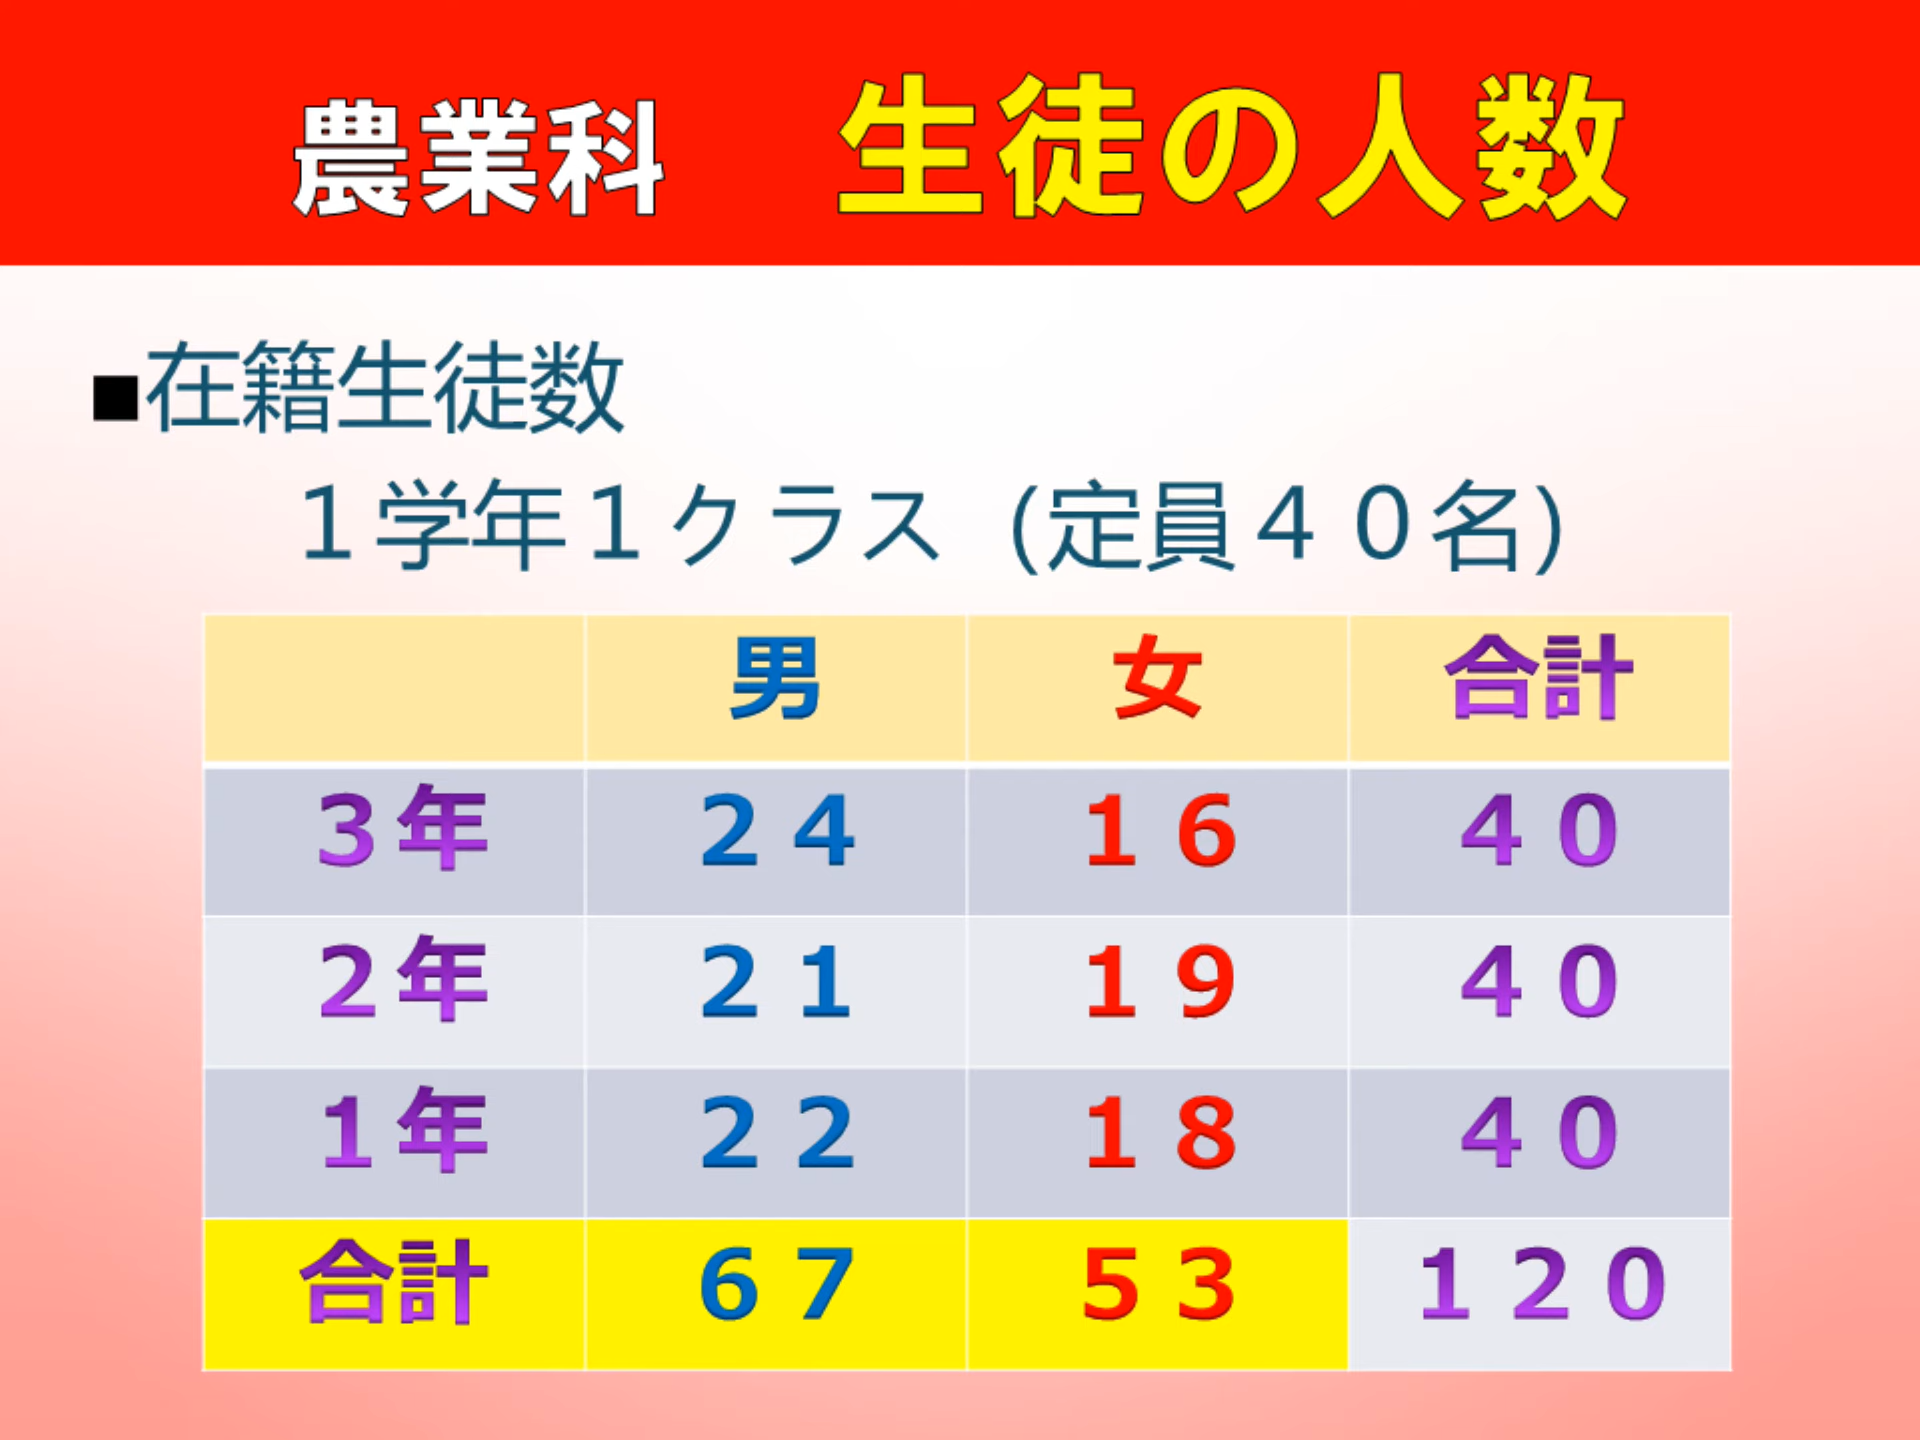 農業科　生徒の人数
■在籍生徒数
１学年１クラス（定員４０名）
男 女 合計
３年 ２４ １６ ４０
２年 ２１ １９ ４０
１年 ２２ １８ ４０
合計 ６７ ５３ １２０